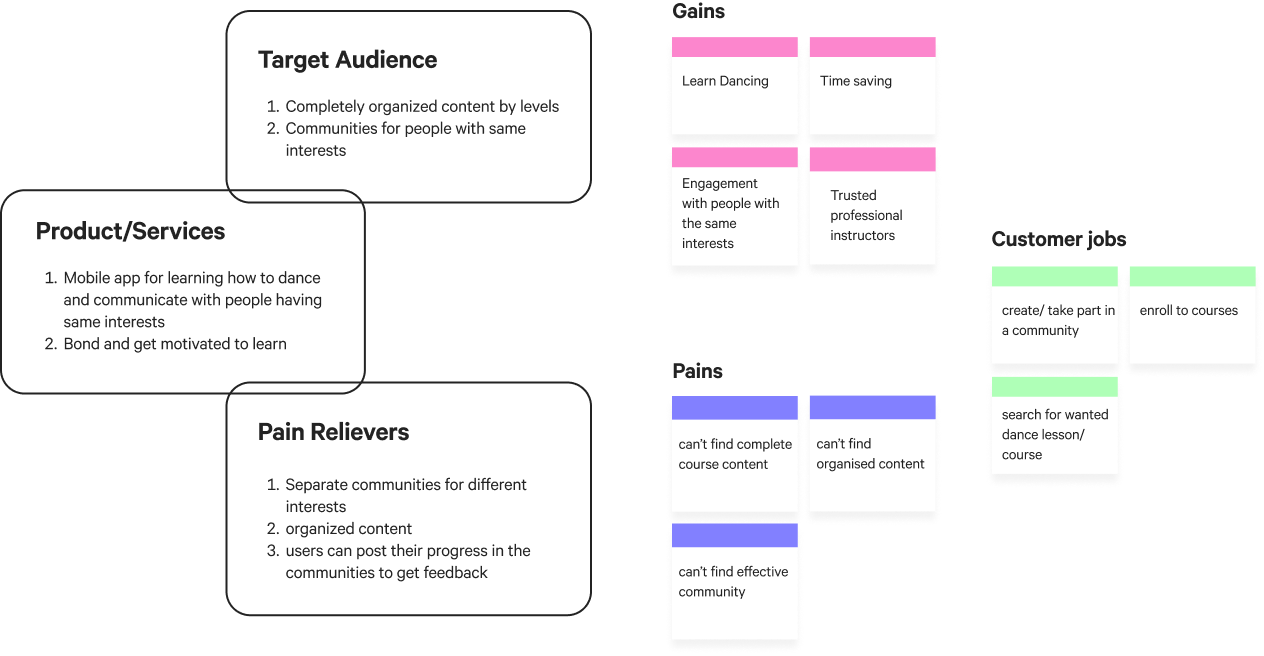 Target Audience
1. Completely organized content by levels
2. Communities for people with same
interests
Product/Services
1. Mobile app for learning how to dance
and communicate with people having
same interests
2. Bond and get motivated to learn
Pain Relievers
1. Separate communities for different
interests
2. organized content
3. users can post their progress in the
communities to get feedback
Gains
Learn Dancing
Time saving
Engagement
with people with
the same
interests
Trusted
professional
instructors
Pains
can’t find complete
course content
can’t find
organised content
can’t find effective
community
Customer jobs
create/ take part in
a community
enroll to courses
search for wanted
dance lesson/
course